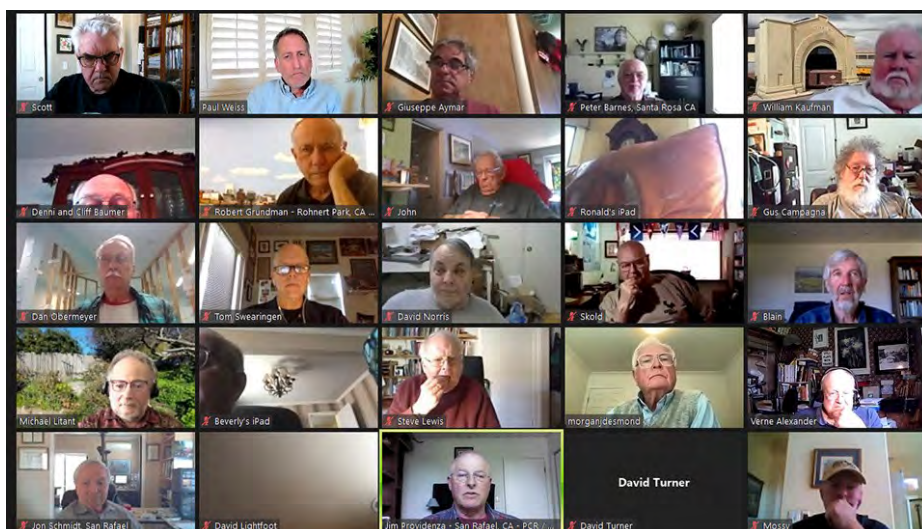 Scott
Paul Weiss
Giuseppe Aymar
Peter Barnes, Santa Rosa CA
William Kaufman
Denni and Cliff Baumer
Robert Grundman - Rohnert Park, CA ...
John
Ronald's iPad
Gus Campagna
Dan Obermeyer
Tom Swearingen
David Norris
Skold
Blain
Michael Litant
Beverly's iPad
Steve Lewis
morganjdesmond
Verne Alexander
Jon Schmidt, San Rafael
David Lightfoot
Jim Providenza - San Rafael, CA - PCR / ...
David Turner
David Turner
Mossy